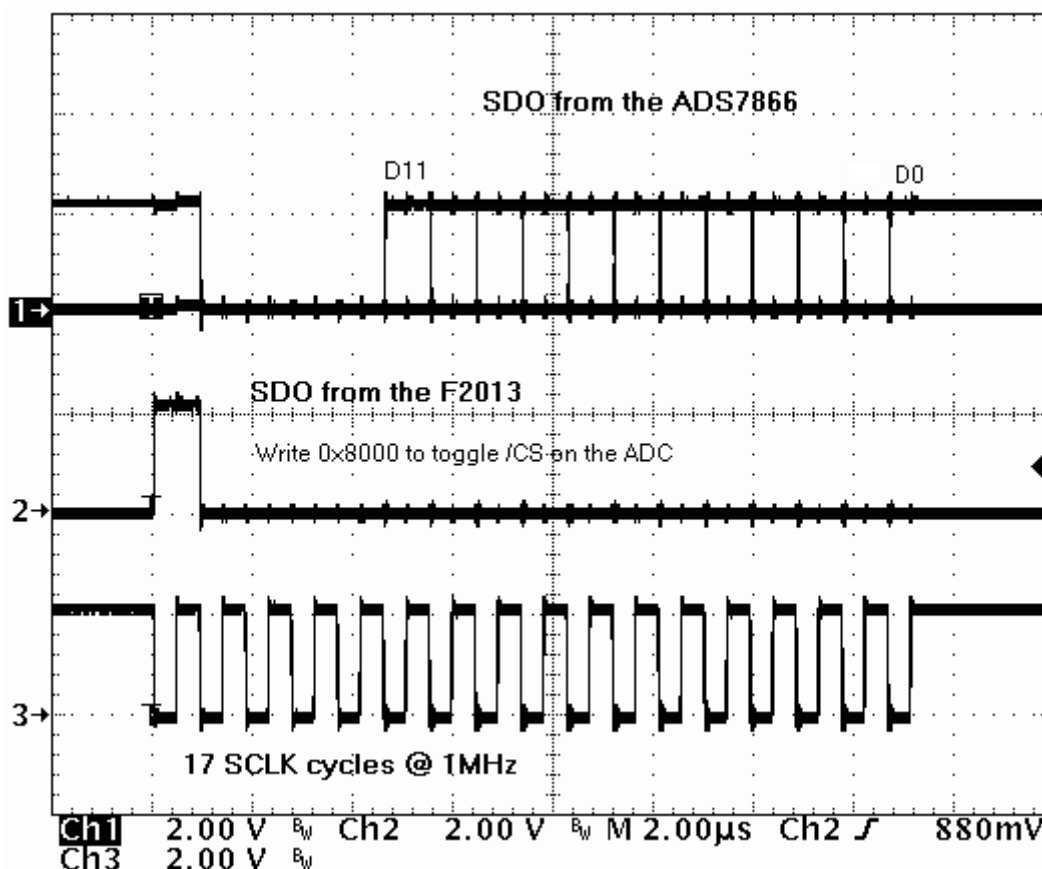 SDO from the ADS7866
D11
D0
1
T
SDO from the F2013
Write 0x8000 to toggle /CS on the ADC
2
3
17 SCLK cycles @ 1MHz
Ch1 2.00 V BW Ch2 2.00 V BW M 2.00µs Ch2 880mV
Ch3 2.00 V BW